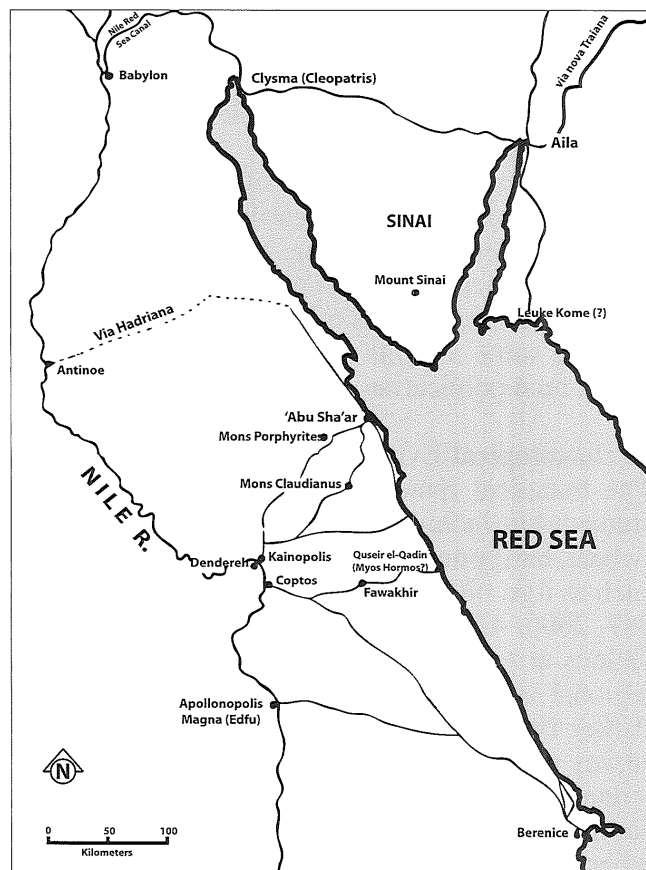 Nile Red
Sea Canal
Babylon
Clysma (Cleopatris)
via nova Traiana
Aila
SINAI
Mount Sinai
Leuke Kome (?)
Via Hadriana
Antinoe
'Abu Sha'ar
Mons Porphyrites
Mons Claudianus
NILE R.
RED SEA
Quseir el-Qadin
(Myos Hormos?)
Kainopolis
Dendereh
Coptos
Fawakhir
Apollonopolis
Magna (Edfu)
N
0 50 100
Kilometers
Berenice